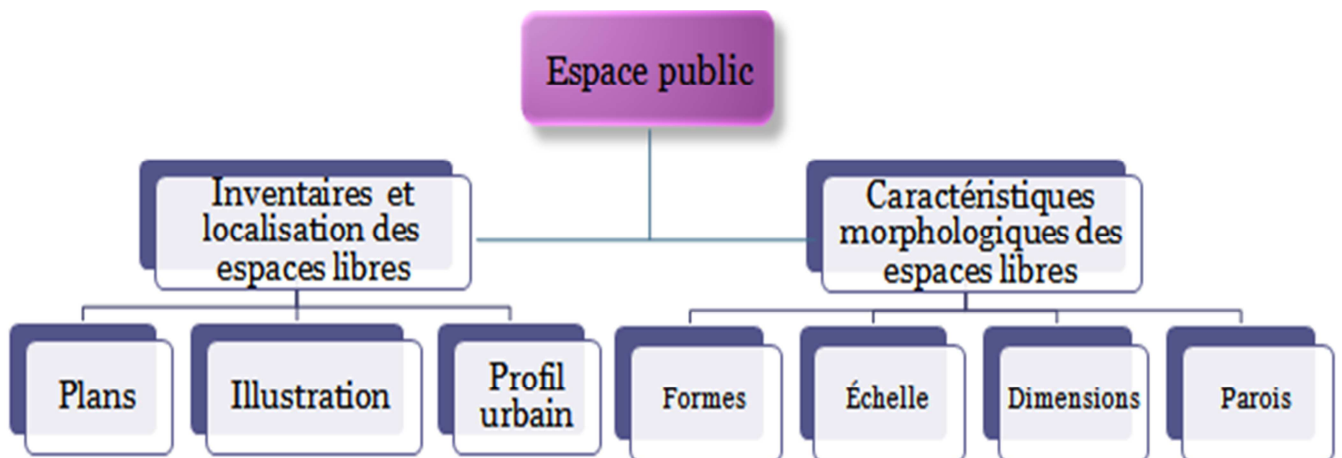 Espace public
Inventaires et
localisation des
espaces libres
Caractéristiques
morphologiques des
espaces libres
Plans
Illustration
Profil
urbain
Formes
Échelle
Dimensions
Parois